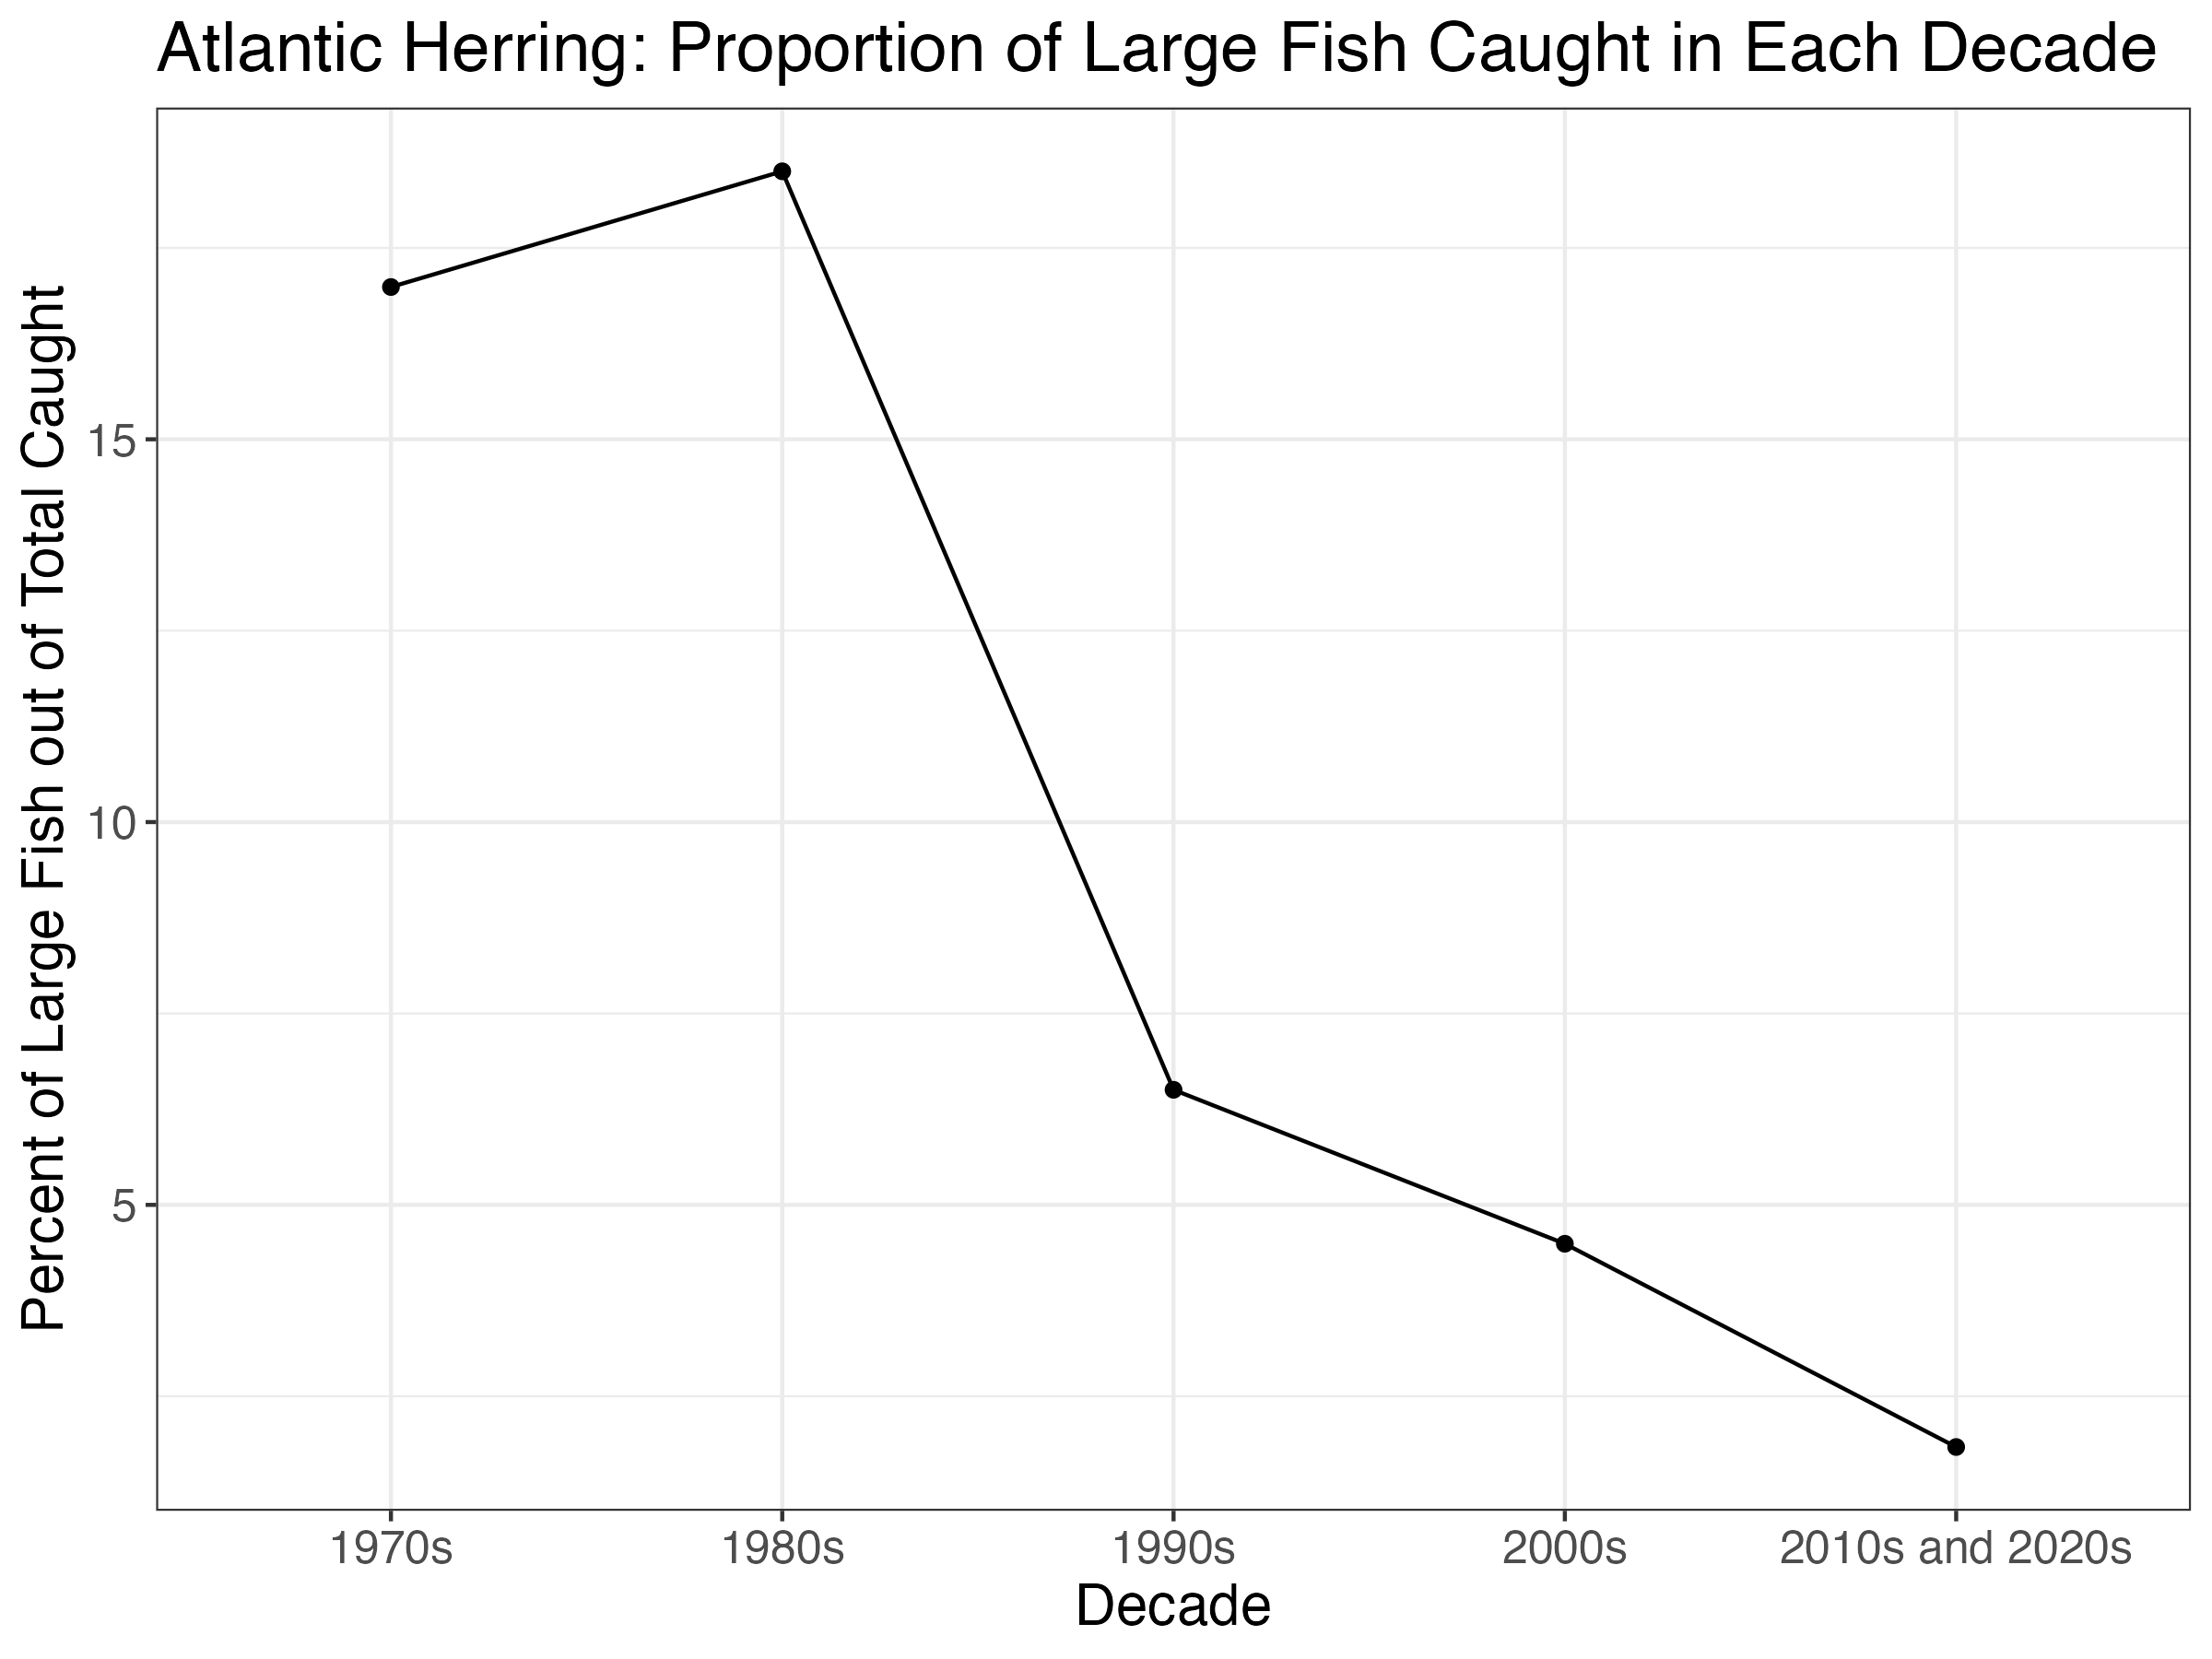 Atlantic Herring: Proportion of Large Fish Caught in Each Decade
Percent of Large Fish out of Total Caught
15
10
5
1970s
1980s
1990s
2000s
2010s and 2020s
Decade